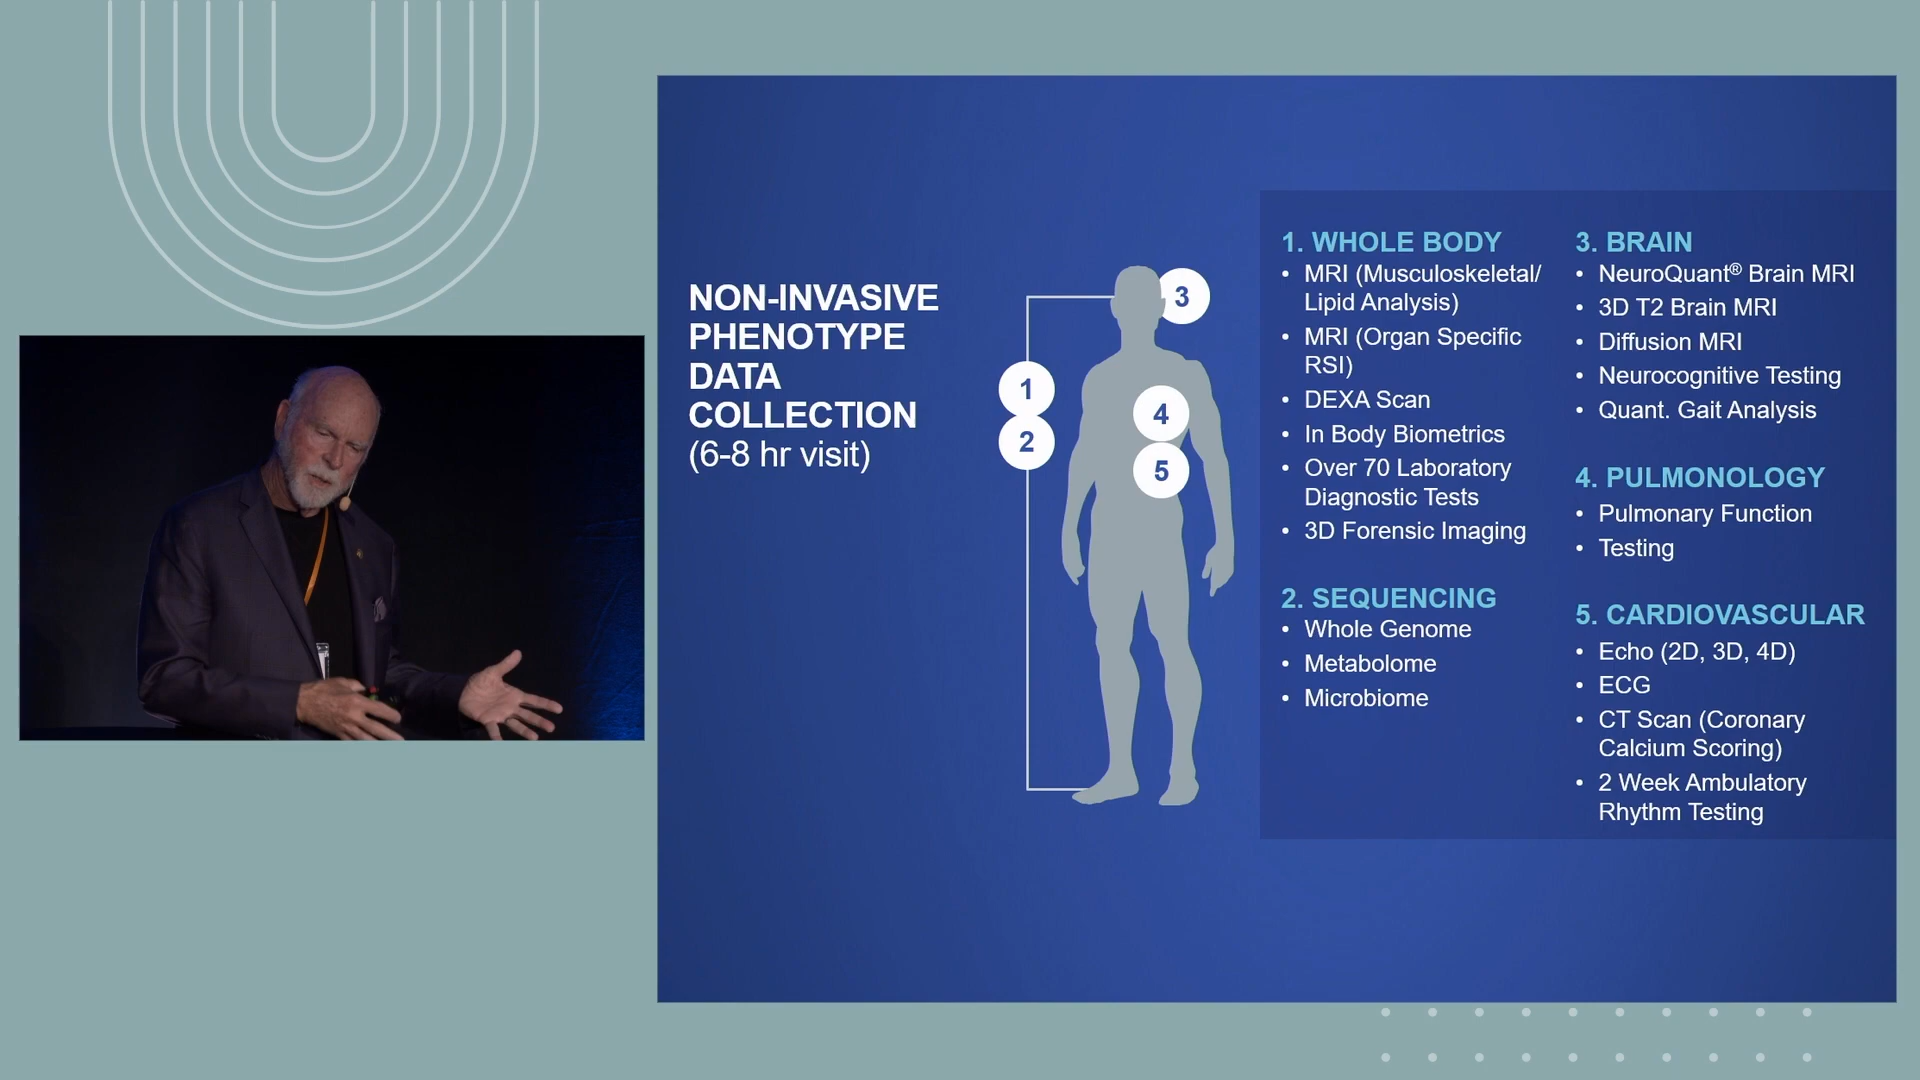 NON-INVASIVE
PHENOTYPE
DATA
COLLECTION
(6-8 hr visit)
1
2
3
4
5
1. WHOLE BODY
• MRI (Musculoskeletal/
Lipid Analysis)
• MRI (Organ Specific
RSI)
• DEXA Scan
• In Body Biometrics
• Over 70 Laboratory
Diagnostic Tests
• 3D Forensic Imaging
2. SEQUENCING
• Whole Genome
• Metabolome
• Microbiome
3. BRAIN
• NeuroQuant® Brain MRI
• 3D T2 Brain MRI
• Diffusion MRI
• Neurocognitive Testing
• Quant. Gait Analysis
4. PULMONOLOGY
• Pulmonary Function
• Testing
5. CARDIOVASCULAR
• Echo (2D, 3D, 4D)
• ECG
• CT Scan (Coronary
Calcium Scoring)
• 2 Week Ambulatory
Rhythm Testing